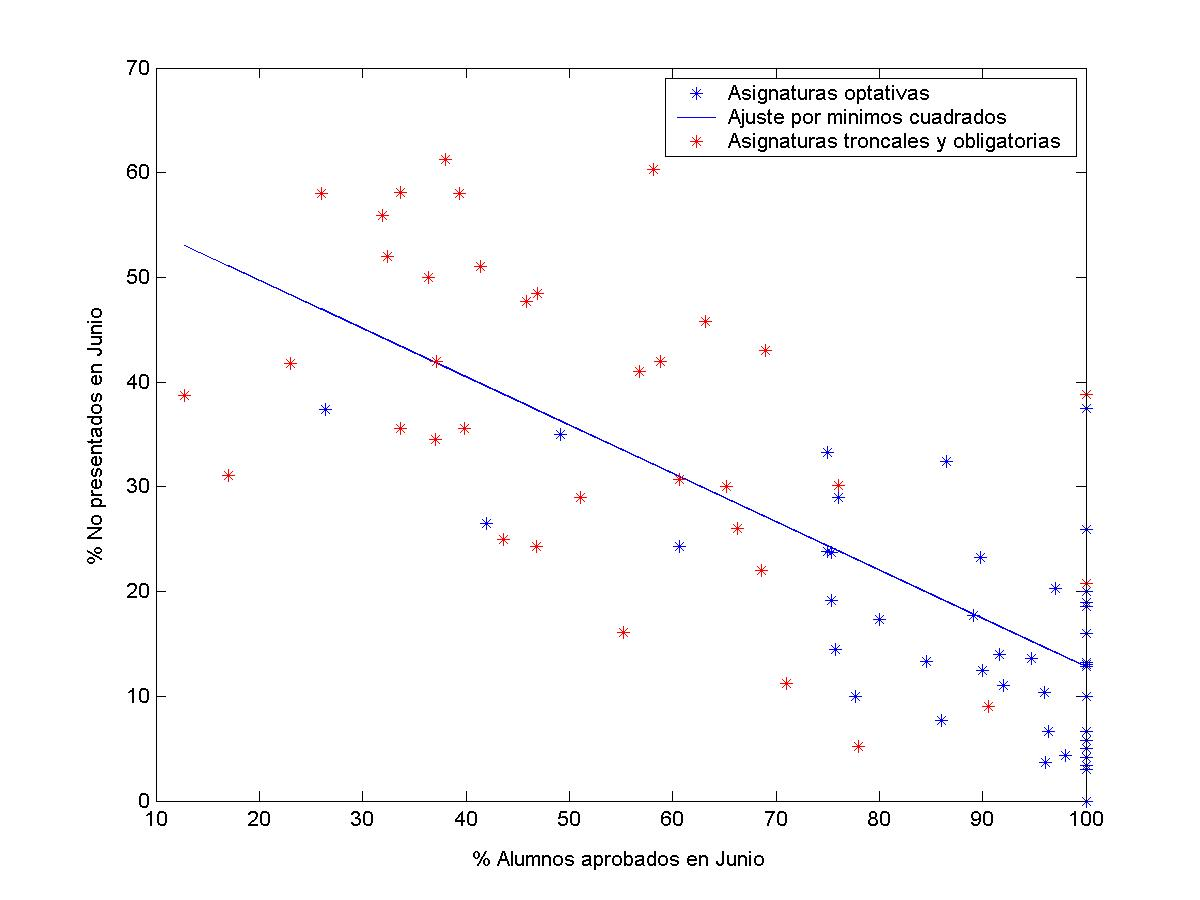 70
60
50
40
30
20
10
0
% No presentados en Junio
Asignaturas optativas
Ajuste por minimos cuadrados
Asignaturas troncales y obligatorias
10 20 30 40 50 60 70 80 90 100
% Alumnos aprobados en Junio